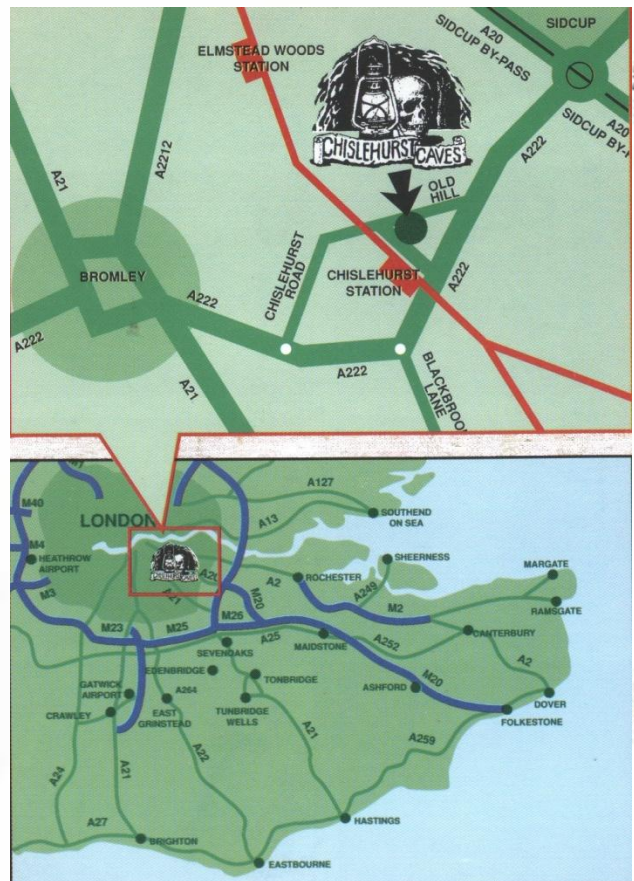 SIDCUP
A20
SIDCUP BY-PASS
ELMSTEAD WOODS
STATION
A20
SIDCUP BY-
CHISLEHURST CAVES
A2212
A21
A222
OLD
HILL
CHISLEHURST
ROAD
CHISLEHURST
STATION
A222
BROMLEY
A222
A222
A21
A222
BLACKBROOK
LANE
M40
A127
LONDON
A13
SOUTHEND
ON SEA
M4
HEATHROW
AIRPORT
SHEERNESS
MARGATE
M3
A21
A2
ROCHESTER
A249
M20
M2
RAMSGATE
M23
M25
M26
A25
SEVENOAKS
MAIDSTONE
A252
CANTERBURY
EDENBRIDGE
TONBRIDGE
A2
GATWICK
AIRPORT
A264
M20
ASHFORD
DOVER
CRAWLEY
EAST
GRINSTEAD
TUNBRIDGE
WELLS
FOLKESTONE
A21
A259
A24
A21
A22
HASTINGS
A27
BRIGHTON
EASTBOURNE